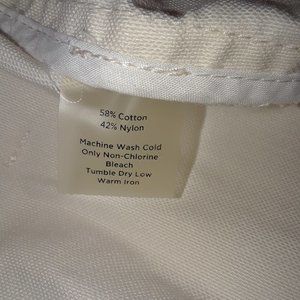 58% Cotton
42% Nylon
Machine Wash Cold
Only Non-Chlorine
Bleach
Tumble Dry Low
Warm Iron